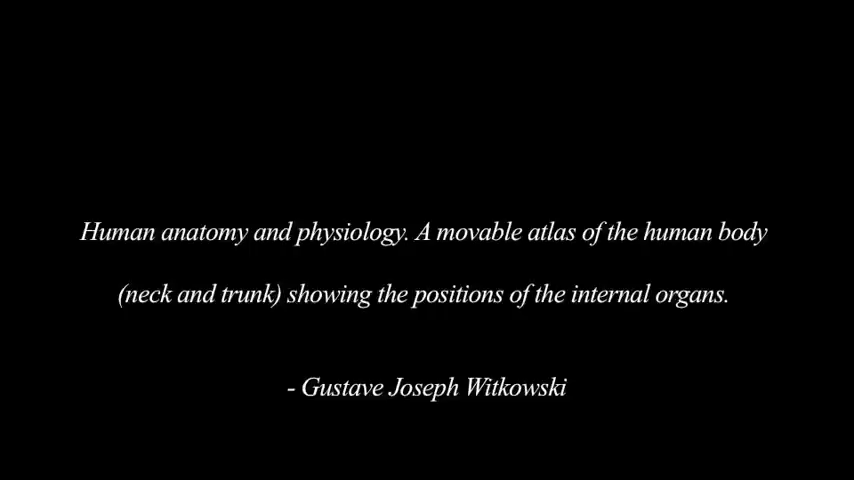 Human anatomy and physiology. A movable atlas of the human body
(neck and trunk) showing the positions of the internal organs.
- Gustave Joseph Witkowski